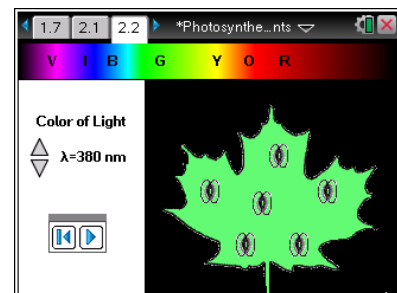 1.7 2.1 2.2 *Photosynthe...nts
V I B G Y O R
Color of Light
λ=380 nm